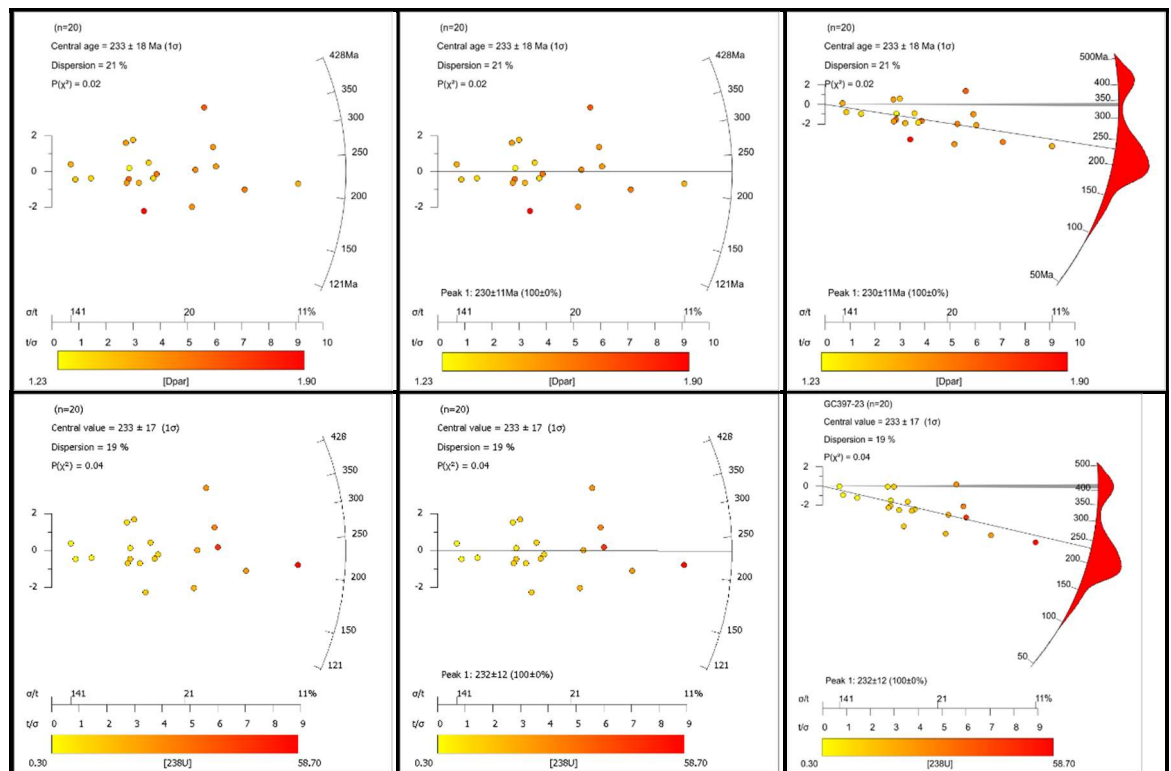 (n=20)
Central age = 233 ± 18 Ma (1σ)
Dispersion = 21 %
P(χ²) = 0.02
428Ma
350
300
250
200
150
121Ma
2
0
-2
σ/t 141 20 11%
t/σ 0 1 2 3 4 5 6 7 8 9 10
1.23 [Dpar] 1.90
(n=20)
Central age = 233 ± 18 Ma (1σ)
Dispersion = 21 %
P(χ²) = 0.02
428Ma
350
300
250
200
150
121Ma
2
0
-2
Peak 1: 230±11Ma (100±0%)
σ/t 141 20 11%
t/σ 0 1 2 3 4 5 6 7 8 9 10
1.23 [Dpar] 1.90
(n=20)
Central age = 233 ± 18 Ma (1σ)
Dispersion = 21 %
P(χ²) = 0.02
500Ma
400
350
300
250
200
150
100
50Ma
2
0
-2
Peak 1: 230±11Ma (100±0%)
σ/t 141 20 11%
t/σ 0 1 2 3 4 5 6 7 8 9 10
1.23 [Dpar] 1.90
(n=20)
Central value = 233 ± 17 (1σ)
Dispersion = 19 %
P(χ²) = 0.04
428
350
300
250
200
150
121
2
0
-2
σ/t 141 21 11%
t/σ 0 1 2 3 4 5 6 7 8 9
0.30 [238U] 58.70
(n=20)
Central value = 233 ± 17 (1σ)
Dispersion = 19 %
P(χ²) = 0.04
428
350
300
250
200
150
121
2
0
-2
Peak 1: 232±12 (100±0%)
σ/t 141 21 11%
t/σ 0 1 2 3 4 5 6 7 8 9
0.30 [238U] 58.70
GC397-23 (n=20)
Central value = 233 ± 17 (1σ)
Dispersion = 19 %
P(χ²) = 0.04
500
400
350
300
250
200
150
100
50
2
0
-2
Peak 1: 232±12 (100±0%)
σ/t 141 21 11%
t/σ 0 1 2 3 4 5 6 7 8 9
0.30 [238U] 58.70